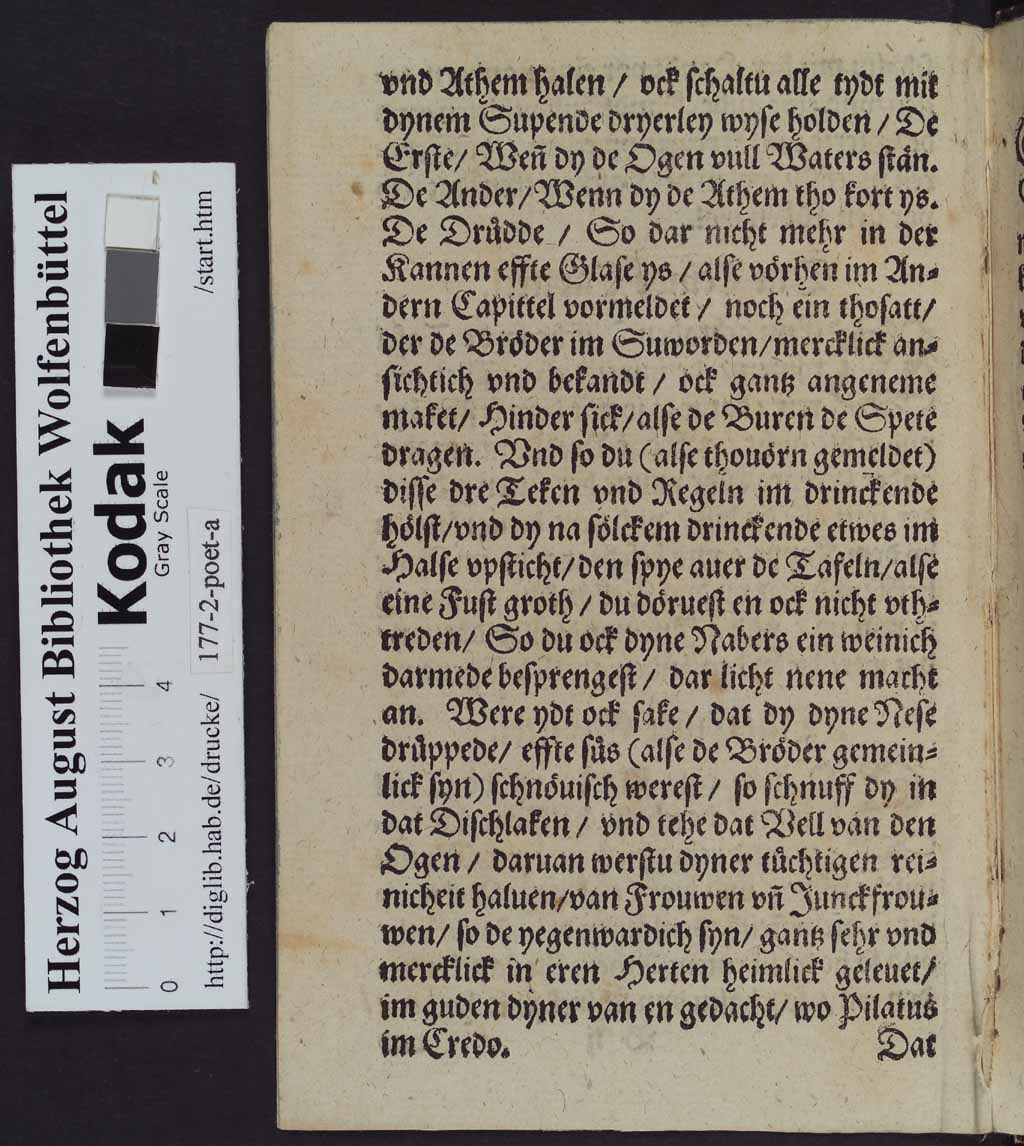 vnd Athem halen / ock schaltu alle tydt mit
dynem Supende dryerley wyse holden / De
Erste / Weñ dy de Ogen vull Waters stån.
De Ander / Wenn dy de Athem tho kort ys.
De Drůdde / So dar nicht mehr in der
Kannen effte Glase ys / alse vörhen im An⸗
dern Capittel vormeldet / noch ein thosatt /
der de Bröder im Suworden / mercklick an⸗
sichtich vnd bekandt / ock gantz angeneme
maket / Hinder sick / alse de Buren de Spete
dragen. Vnd so du (alse thouörn gemeldet)
disse dre Teken vnd Regeln im drinckende
hölst / vnd dy na sölckem drinckende etwes im
Halse vpsticht / den spye auer de Tafeln / alse
eine Fust groth / du döruest en ock nicht vth⸗
treden / So du ock dyne Nabers ein weinich
darmede besprengest / dar licht nene macht
an. Were ydt ock sake / dat dy dyne Nese
drůppede / effte sůs (alse de Bröder gemein⸗
lick syn) schnöuisch werest / so schnuff dy in
dat Dischlaken / vnd tehe dat Vell van den
Ogen / daruan werstu dyner tůchtigen rei⸗
nicheit haluen / van Frouwen vñ Junckfrou⸗
wen / so de yegenwardich syn / gantz sehr vnd
mercklick in eren Herten heimlick geleuet /
im guden dyner van en gedacht / wo Pilatus
im Credo.
Dat
Herzog August Bibliothek Wolfenbüttel
Kodak
Gray Scale
0 1 2 3 4
http://diglib.hab.de/drucke/ 177-2-poet-a /start.htm